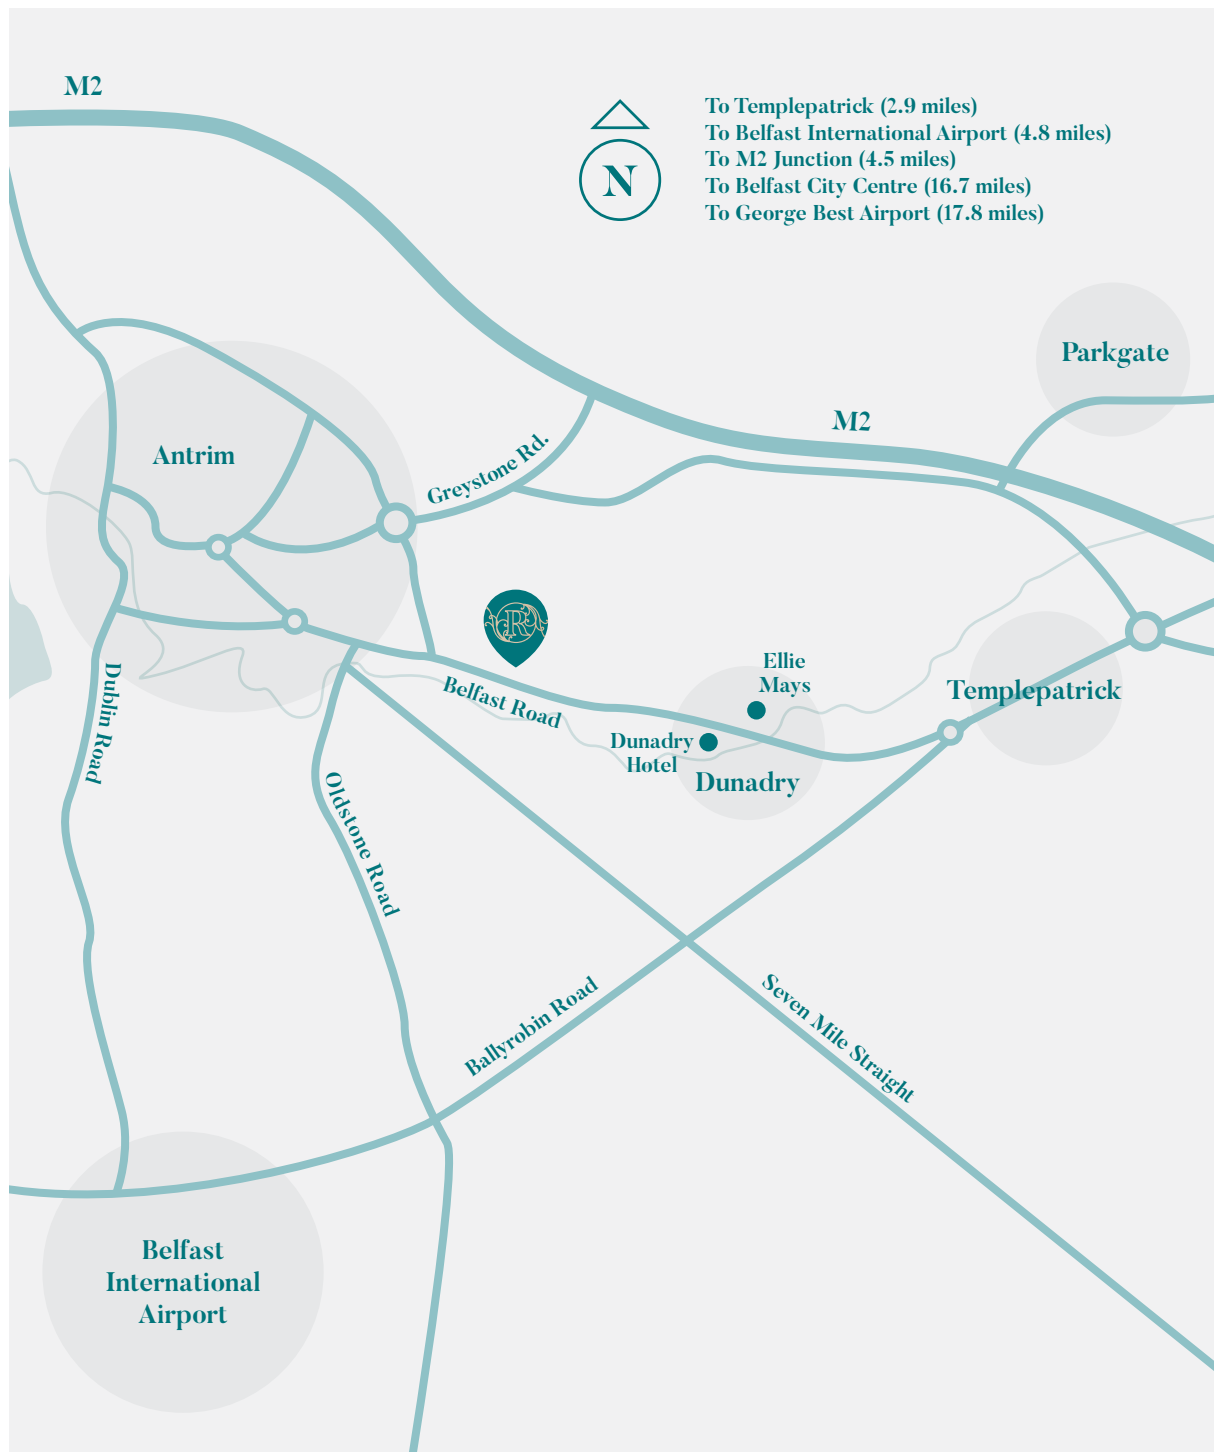 M2
To Templepatrick (2.9 miles)
To Belfast International Airport (4.8 miles)
To M2 Junction (4.5 miles)
To Belfast City Centre (16.7 miles)
To George Best Airport (17.8 miles)
N
Parkgate
M2
Antrim
Greystone Rd.
R
Ellie
Mays
Belfast Road
Templepatrick
Dublin Road
Dunadry
Hotel
Dunadry
Oldstone Road
Ballyrobin Road
Seven Mile Straight
Belfast
International
Airport